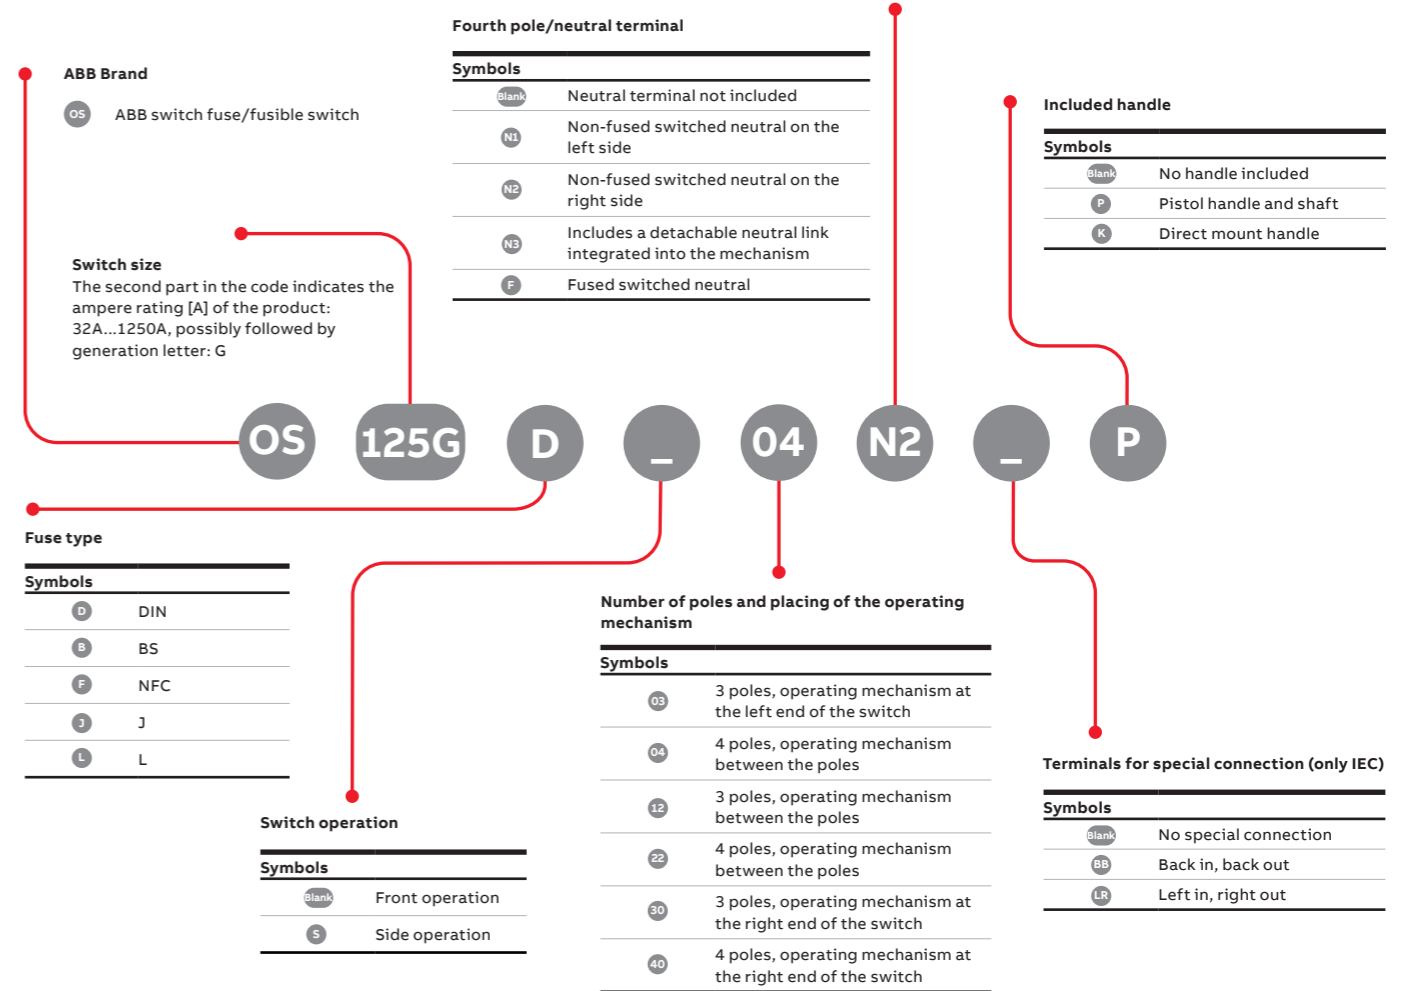 ABB Brand
OS ABB switch fuse/fusible switch
Switch size
The second part in the code indicates the
ampere rating [A] of the product:
32A...1250A, possibly followed by
generation letter: G
Fourth pole/neutral terminal
Symbols
Blank Neutral terminal not included
N1 Non-fused switched neutral on the
left side
N2 Non-fused switched neutral on the
right side
N3 Includes a detachable neutral link
integrated into the mechanism
F Fused switched neutral
Included handle
Symbols
Blank No handle included
P Pistol handle and shaft
K Direct mount handle
OS 125G D _ 04 N2 _ P
Fuse type
Symbols
D DIN
B BS
F NFC
J J
L L
Switch operation
Symbols
Blank Front operation
S Side operation
Number of poles and placing of the operating
mechanism
Symbols
03 3 poles, operating mechanism at
the left end of the switch
04 4 poles, operating mechanism
between the poles
12 3 poles, operating mechanism
between the poles
22 4 poles, operating mechanism
between the poles
30 3 poles, operating mechanism at
the right end of the switch
40 4 poles, operating mechanism at
the right end of the switch
Terminals for special connection (only IEC)
Symbols
Blank No special connection
BB Back in, back out
LR Left in, right out